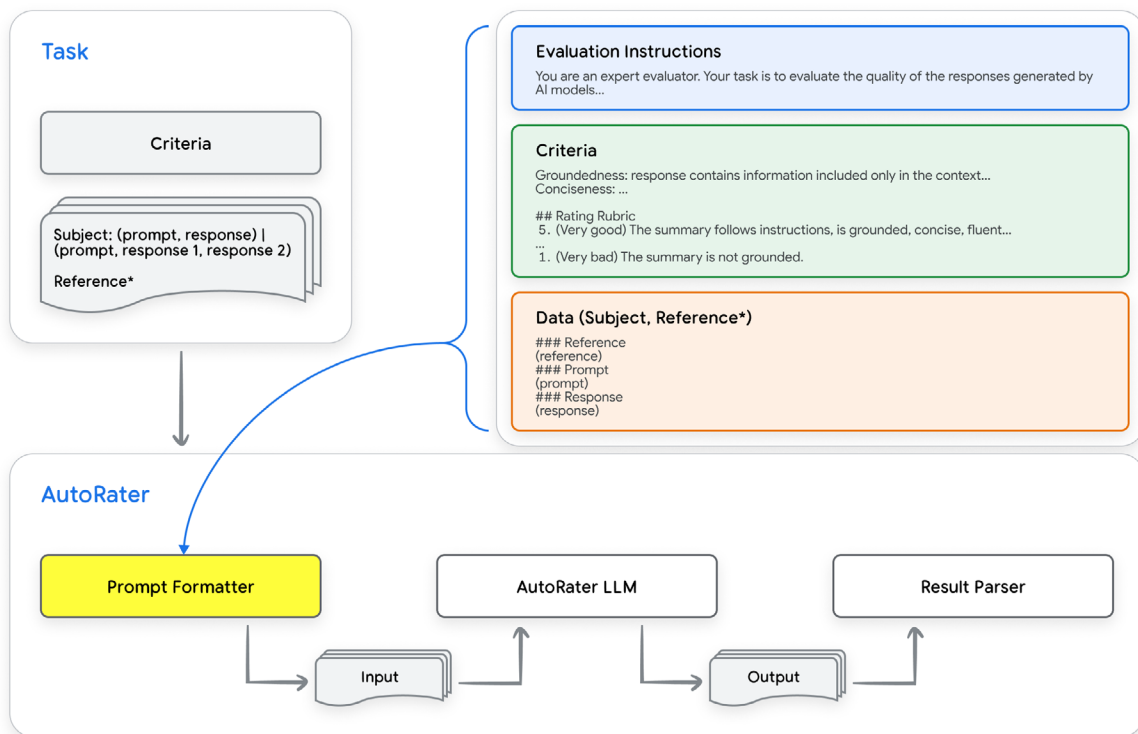 Task
Criteria
Subject: (prompt, response) |
(prompt, response 1, response 2)
Reference*
Evaluation Instructions
You are an expert evaluator. Your task is to evaluate the quality of the responses generated by
AI models...
Criteria
Groundedness: response contains information included only in the context...
Conciseness: ...
## Rating Rubric
5. (Very good) The summary follows instructions, is grounded, concise, fluent...
...
1. (Very bad) The summary is not grounded.
Data (Subject, Reference*)
### Reference
(reference)
### Prompt
(prompt)
### Response
(response)
AutoRater
Prompt Formatter
AutoRater LLM
Result Parser
Input
Output